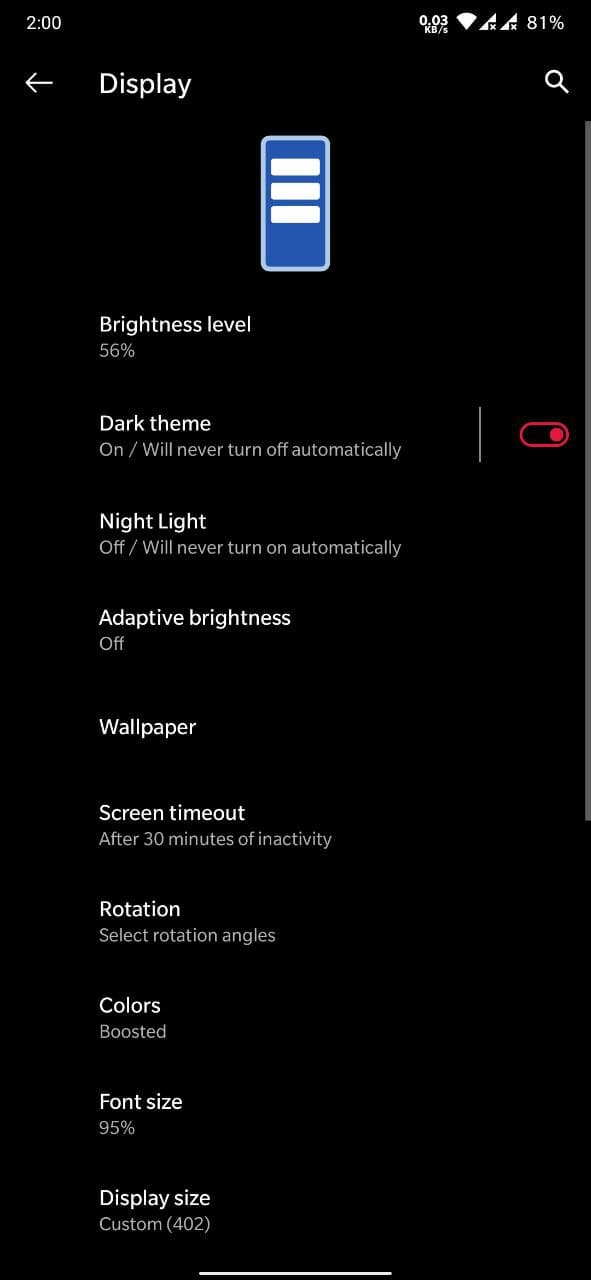 2:00
0.03
KB/s
81%
Display
Brightness level
56%
Dark theme
On / Will never turn off automatically
Night Light
Off / Will never turn on automatically
Adaptive brightness
Off
Wallpaper
Screen timeout
After 30 minutes of inactivity
Rotation
Select rotation angles
Colors
Boosted
Font size
95%
Display size
Custom (402)